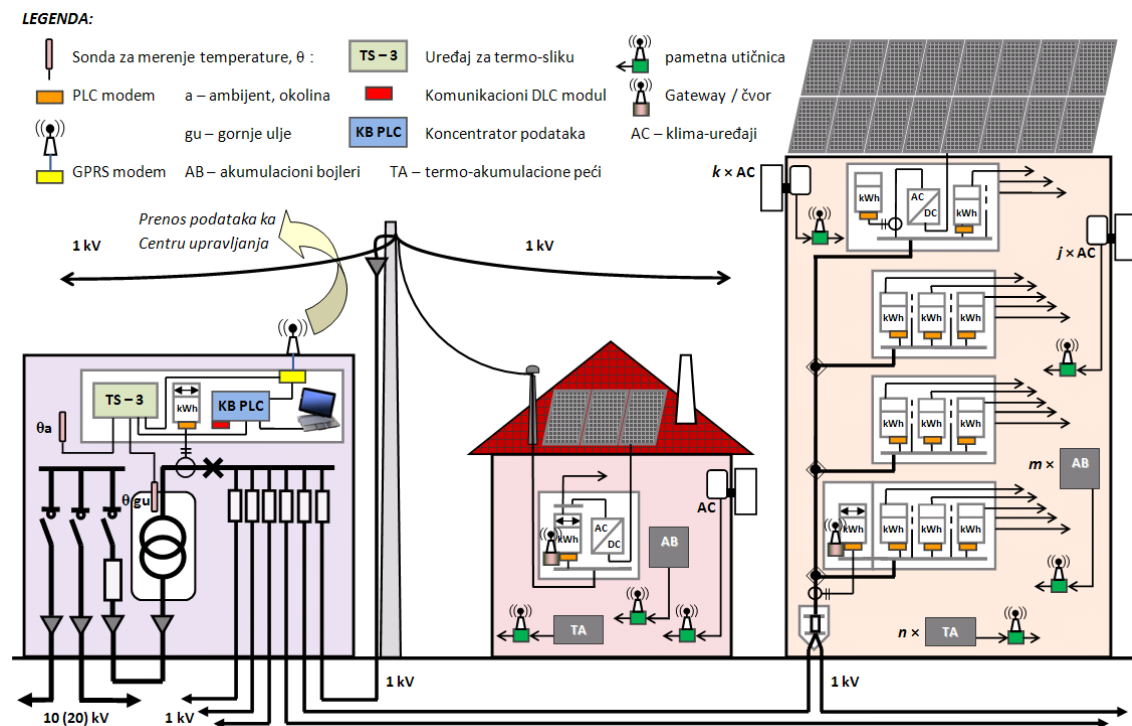 LEGENDA:
Sonda za merenje temperature, θ :
TS – 3
Uređaj za termo-sliku
pametna utičnica
PLC modem
a – ambijent, okolina
Komunikacioni DLC modul
Gateway / čvor
gu – gornje ulje
KB PLC
Koncentrator podataka
AC – klima-uređaji
GPRS modem
AB – akumulacioni bojleri
TA – termo-akumulacione peći
k × AC
kWh
AC
DC
kWh
j × AC
Prenos podataka ka
Centru upravljanja
1 kV
1 kV
kWh
kWh
kWh
TS – 3
kWh
KB PLC
θa
θgu
kWh
kWh
kWh
m × AB
AC
kWh
AC
DC
AB
kWh
kWh
kWh
kWh
TA
n × TA
1 kV
1 kV
10 (20) kV
1 kV